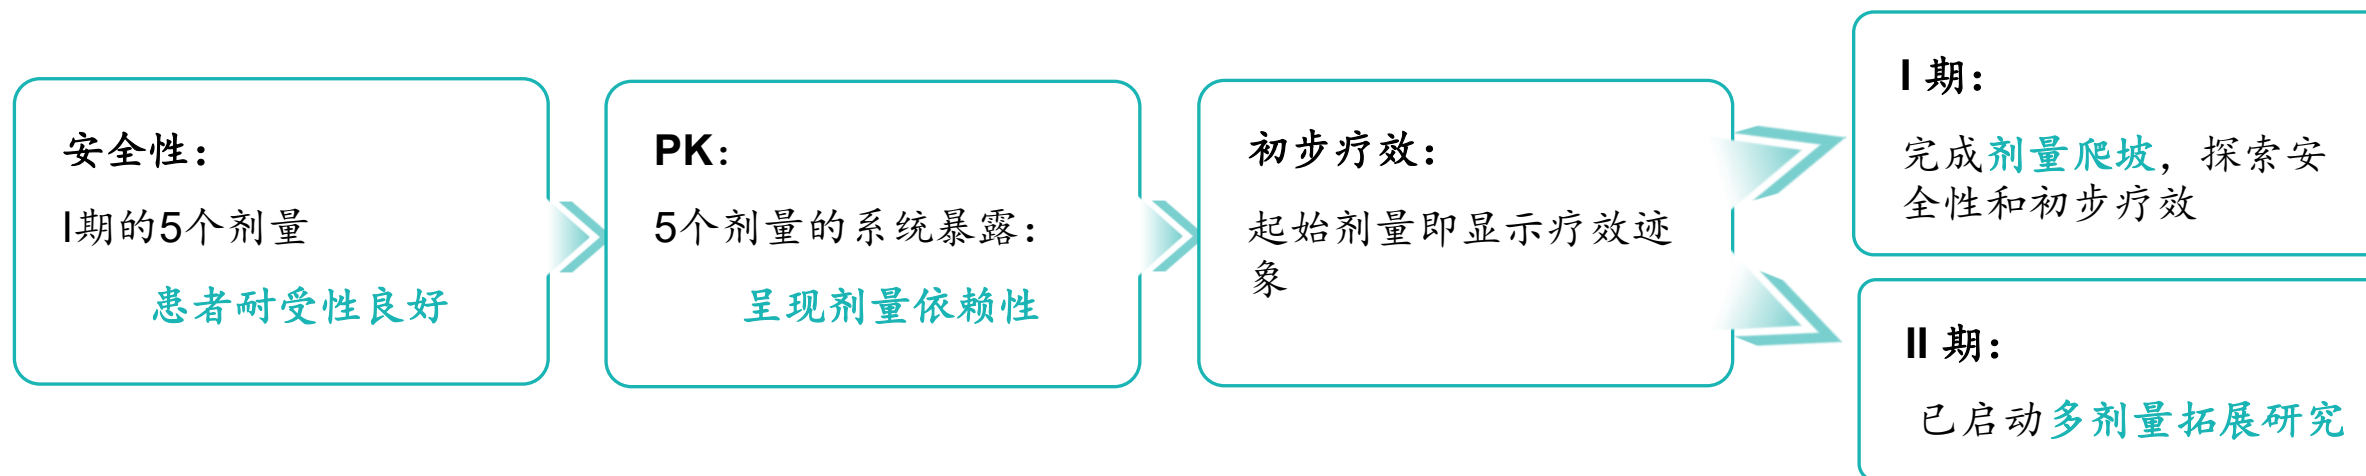 安全性：
I期的5个剂量
患者耐受性良好
PK：
5个剂量的系统暴露：
呈现剂量依赖性
初步疗效：
起始剂量即显示疗效迹
象
I 期：
完成剂量爬坡，探索安
全性和初步疗效
II 期：
已启动多剂量拓展研究